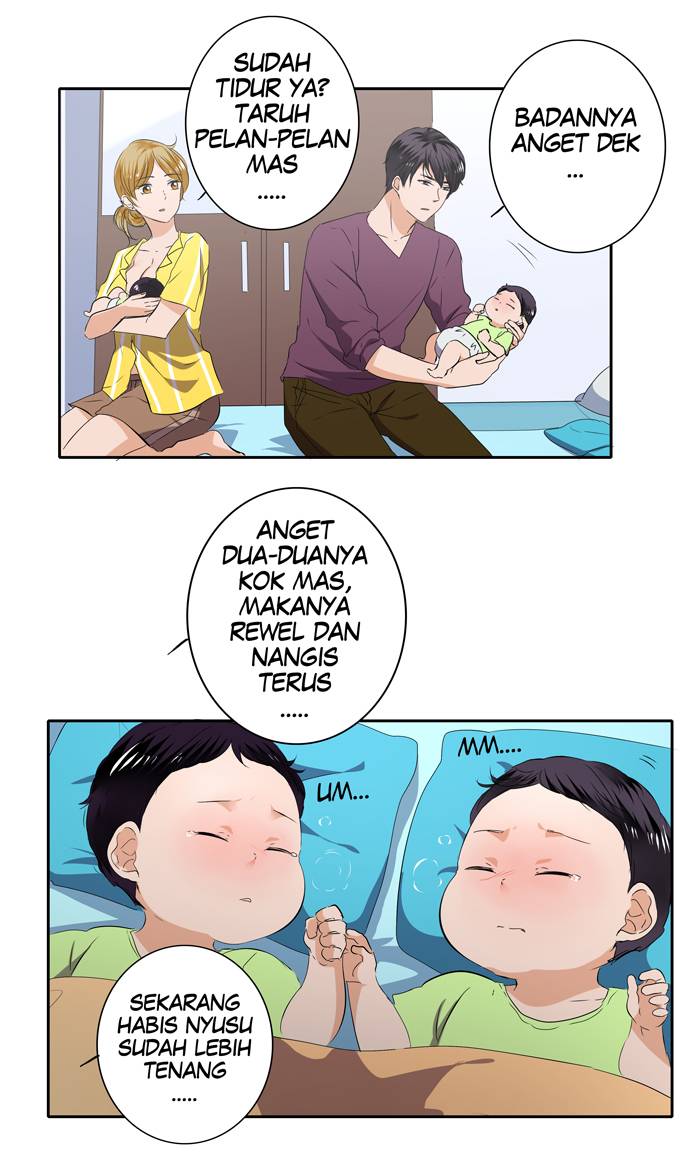 SUDAH
TIDUR YA?
TARUH
PELAN-PELAN
MAS
.....
BADANNYA
ANGET DEK
...
ANGET
DUA-DUANYA
KOK MAS,
MAKANYA
REWEL DAN
NANGIS
TERUS
.....
UM...
MM....
SEKARANG
HABIS NYUSU
SUDAH LEBIH
TENANG
.....